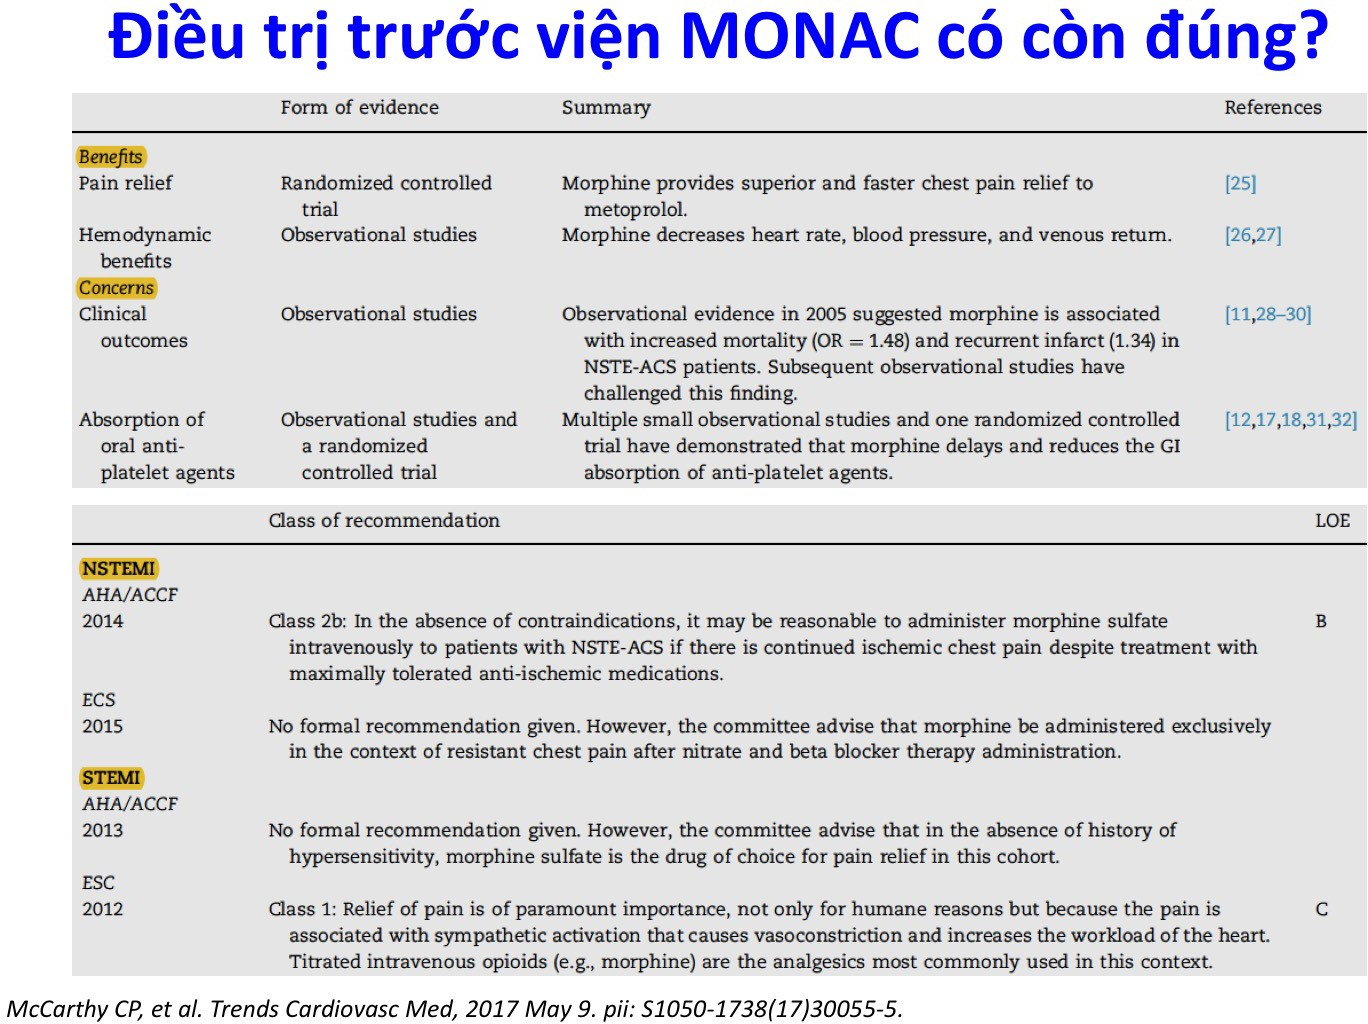 Điều trị trước viện MONAC có còn đúng?
Form of evidence Summary References
Benefits
Pain relief Randomized controlled Morphine provides superior and faster chest pain relief to [25]
trial metoprolol.
Hemodynamic Observational studies Morphine decreases heart rate, blood pressure, and venous return. [26,27]
benefits
Concerns
Clinical Observational studies Observational evidence in 2005 suggested morphine is associated [11,28–30]
outcomes with increased mortality (OR = 1.48) and recurrent infarct (1.34) in
NSTE-ACS patients. Subsequent observational studies have
challenged this finding.
Absorption of Observational studies and Multiple small observational studies and one randomized controlled [12,17,18,31,32]
oral anti- a randomized trial have demonstrated that morphine delays and reduces the GI
platelet agents controlled trial absorption of anti-platelet agents.
Class of recommendation LOE
NSTEMI
AHA/ACCF
2014 Class 2b: In the absence of contraindications, it may be reasonable to administer morphine sulfate B
intravenously to patients with NSTE-ACS if there is continued ischemic chest pain despite treatment with
maximally tolerated anti-ischemic medications.
ECS
2015 No formal recommendation given. However, the committee advise that morphine be administered exclusively
in the context of resistant chest pain after nitrate and beta blocker therapy administration.
STEMI
AHA/ACCF
2013 No formal recommendation given. However, the committee advise that in the absence of history of
hypersensitivity, morphine sulfate is the drug of choice for pain relief in this cohort.
ESC
2012 Class 1: Relief of pain is of paramount importance, not only for humane reasons but because the pain is C
associated with sympathetic activation that causes vasoconstriction and increases the workload of the heart.
Titrated intravenous opioids (e.g., morphine) are the analgesics most commonly used in this context.
McCarthy CP, et al. Trends Cardiovasc Med, 2017 May 9. pii: S1050-1738(17)30055-5.